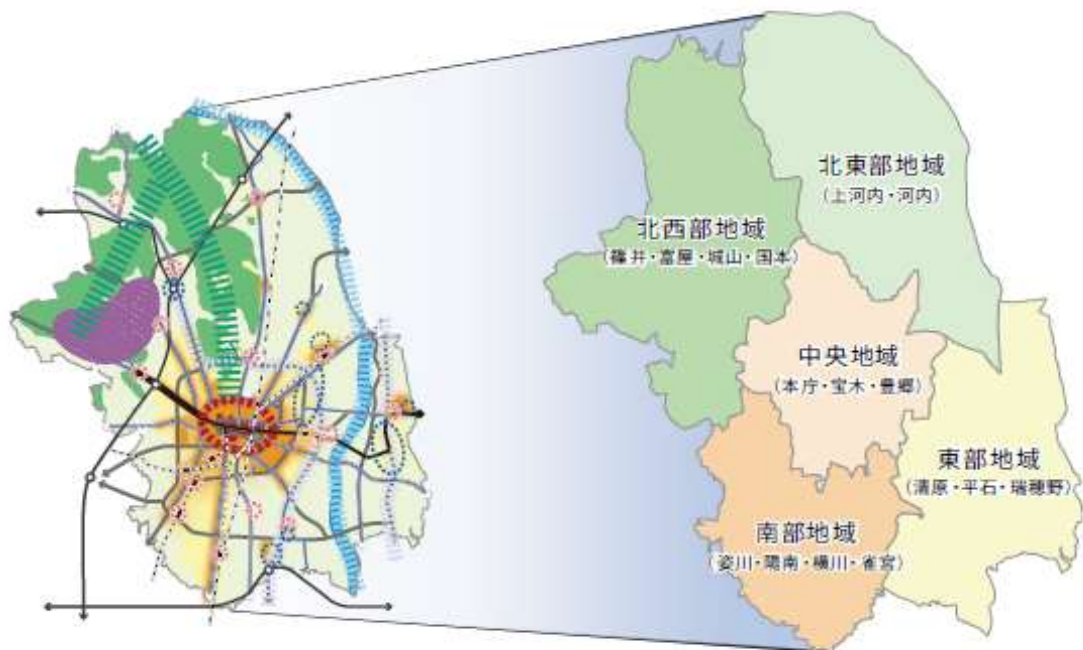 北東部地域
(上河内・河内)
北西部地域
(篠井・富屋・城山・国本)
中央地域
(本庁・宝木・豊郷)
東部地域
(清原・平石・瑞穂野)
南部地域
(姿川・陽南・横川・雀宮)